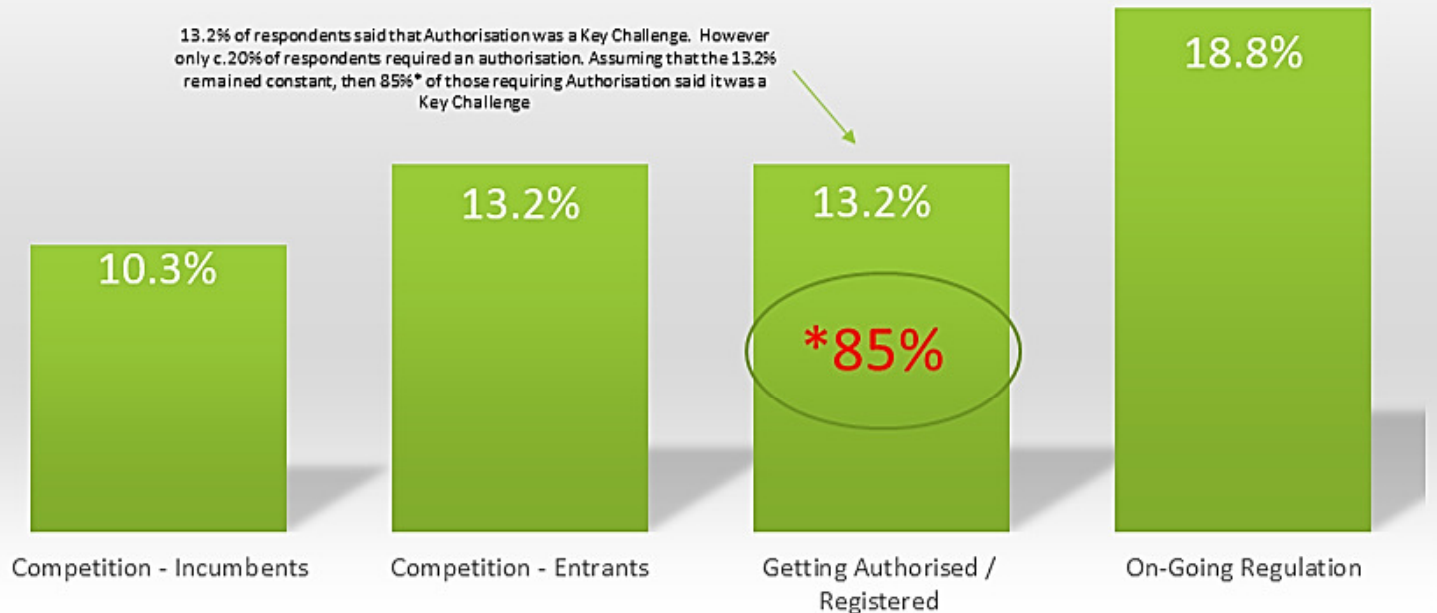 13.2% of respondents said that Authorisation was a Key Challenge. However
only c.20% of respondents required an authorisation. Assuming that the 13.2%
remained constant, then 85%* of those requiring Authorisation said it was a
Key Challenge
10.3%
13.2%
13.2%
*85%
18.8%
Competition - Incumbents
Competition - Entrants
Getting Authorised /
Registered
On-Going Regulation